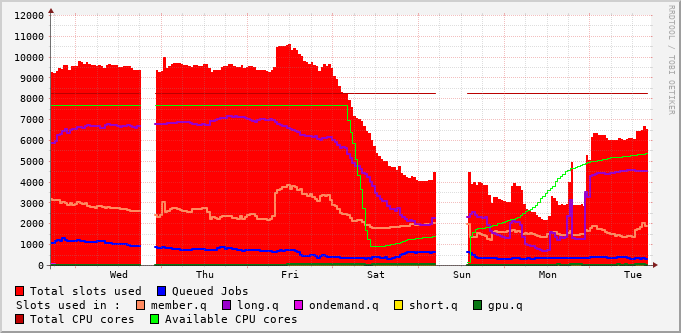 RRDTOOL / TOBI OETIKER
12000
11000
10000
9000
8000
7000
6000
5000
4000
3000
2000
1000
0
Wed Thu Fri Sat Sun Mon Tue
Total slots used Queued Jobs
Slots used in : member.q long.q ondemand.q short.q gpu.q
Total CPU cores Available CPU cores